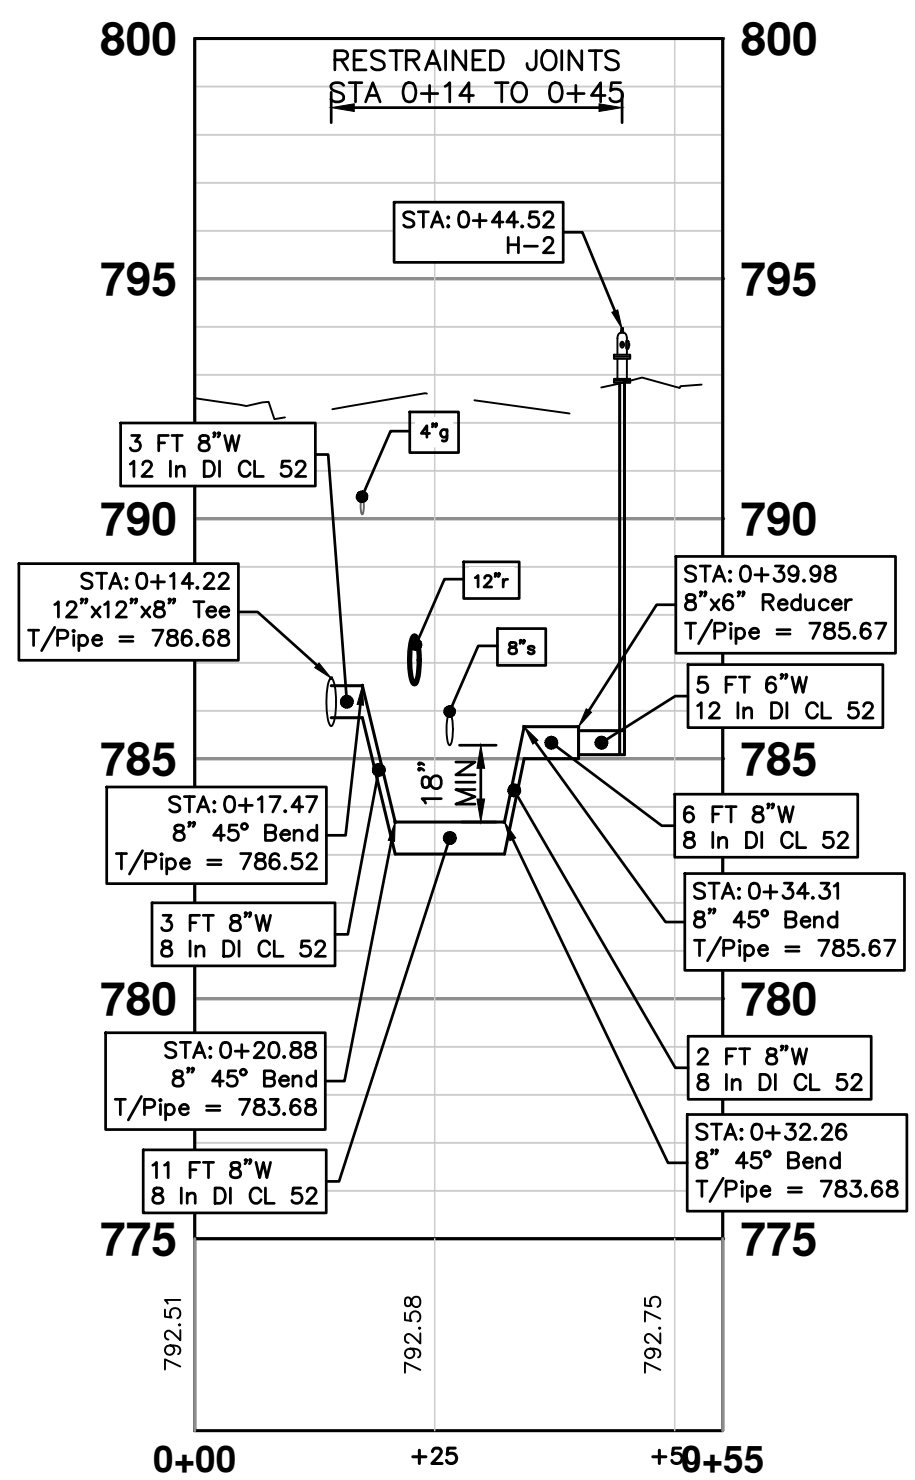 800
800
RESTRAINED JOINTS
STA 0+14 TO 0+45
STA: 0+44.52
H-2
795
795
4"g
3 FT 8"W
12 In DI CL 52
790
790
STA: 0+14.22
12"x12"x8" Tee
T/Pipe = 786.68
12"r
STA: 0+39.98
8"x6" Reducer
T/Pipe = 785.67
8"s
5 FT 6"W
12 In DI CL 52
785
785
18"
MIN
STA: 0+17.47
8" 45° Bend
T/Pipe = 786.52
6 FT 8"W
8 In DI CL 52
STA: 0+34.31
8" 45° Bend
T/Pipe = 785.67
3 FT 8"W
8 In DI CL 52
780
780
STA: 0+20.88
8" 45° Bend
T/Pipe = 783.68
2 FT 8"W
8 In DI CL 52
STA: 0+32.26
8" 45° Bend
T/Pipe = 783.68
11 FT 8"W
8 In DI CL 52
775
775
792.51
792.58
792.75
0+00
+25
+50
0+55